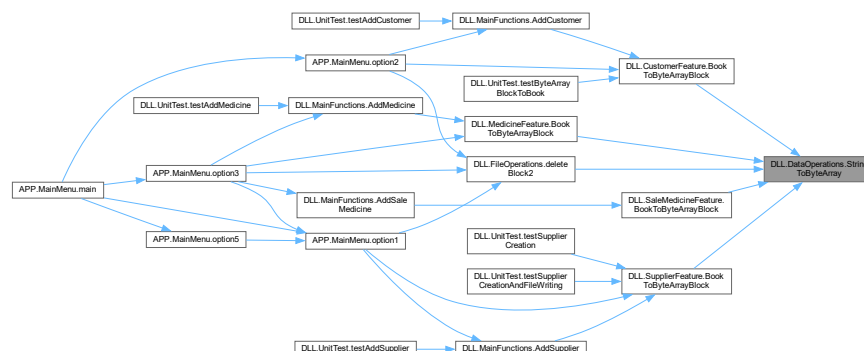 DLL.UnitTest.testAddCustomer
DLL.MainFunctions.AddCustomer
APP.MainMenu.option2
DLL.CustomerFeature.Book
ToByteArrayBlock
DLL.UnitTest.testByteArray
BlockToBook
DLL.UnitTest.testAddMedicine
DLL.MainFunctions.AddMedicine
DLL.MedicineFeature.Book
ToByteArrayBlock
APP.MainMenu.main
APP.MainMenu.option3
DLL.FileOperations.delete
Block2
DLL.DataOperations.Strin
ToByteArray
DLL.MainFunctions.AddSale
Medicine
DLL.SaleMedicineFeature.
BookToByteArrayBlock
APP.MainMenu.option5
APP.MainMenu.option1
DLL.UnitTest.testSupplier
Creation
DLL.UnitTest.testSupplier
CreationAndFileWriting
DLL.SupplierFeature.Book
ToByteArrayBlock
DLL.UnitTest.testAddSupplier
DLL.MainFunctions.AddSupplier